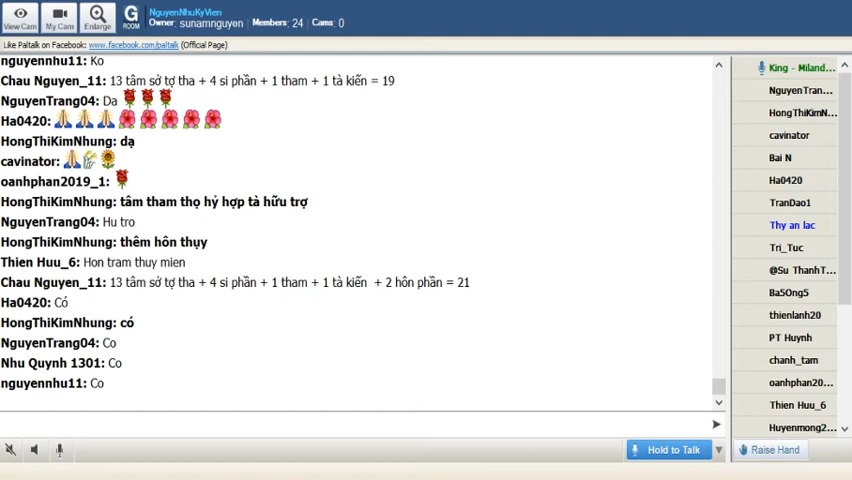 NguyenNhuKyVien
Owner: sunamnguyen Members: 24 Cams: 0
View Cam
My Cam
Enlarge
G
ROOM
Like Paltalk on Facebook: www.facebook.com/paltalk (Official Page)
nguyennhu11: Ko
Chau Nguyen_11: 13 tâm sở tợ tha + 4 si phần + 1 tham + 1 tà kiến = 19
NguyenTrang04: Da
Ha0420:
HongThiKimNhung: dạ
cavinator:
oanhphan2019_1:
HongThiKimNhung: tâm tham thọ hỷ hợp tà hữu trợ
NguyenTrang04: Hu tro
HongThiKimNhung: thêm hôn thụy
Thien Huu_6: Hon tram thuy mien
Chau Nguyen_11: 13 tâm sở tợ tha + 4 si phần + 1 tham + 1 tà kiến + 2 hôn phần = 21
Ha0420: Có
HongThiKimNhung: có
NguyenTrang04: Co
Nhu Quynh 1301: Co
nguyennhu11: Co
Hold to Talk
King - Miland...
NguyenTran...
HongThiKimN...
cavinator
Bai N
Ha0420
TranDao1
Thy an lac
Tri_Tuc
@Su ThanhT...
Ba5Ong5
thienlanh20
PT Huynh
chanh_tam
oanhphan20...
Thien Huu_6
Huyenmong2...
Raise Hand